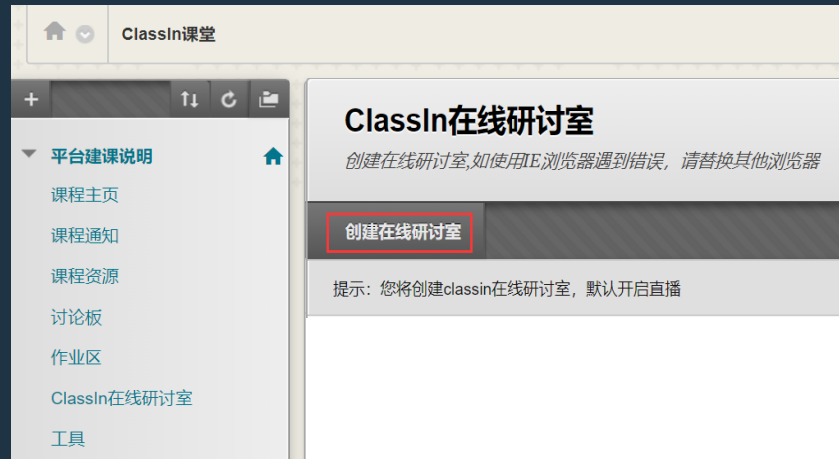 ClassIn课堂
平台建课说明
课程主页
课程通知
课程资源
讨论板
作业区
ClassIn在线研讨室
工具
ClassIn在线研讨室
创建在线研讨室,如使用IE浏览器遇到错误，请替换其他浏览器
创建在线研讨室
提示：您将创建classin在线研讨室，默认开启直播